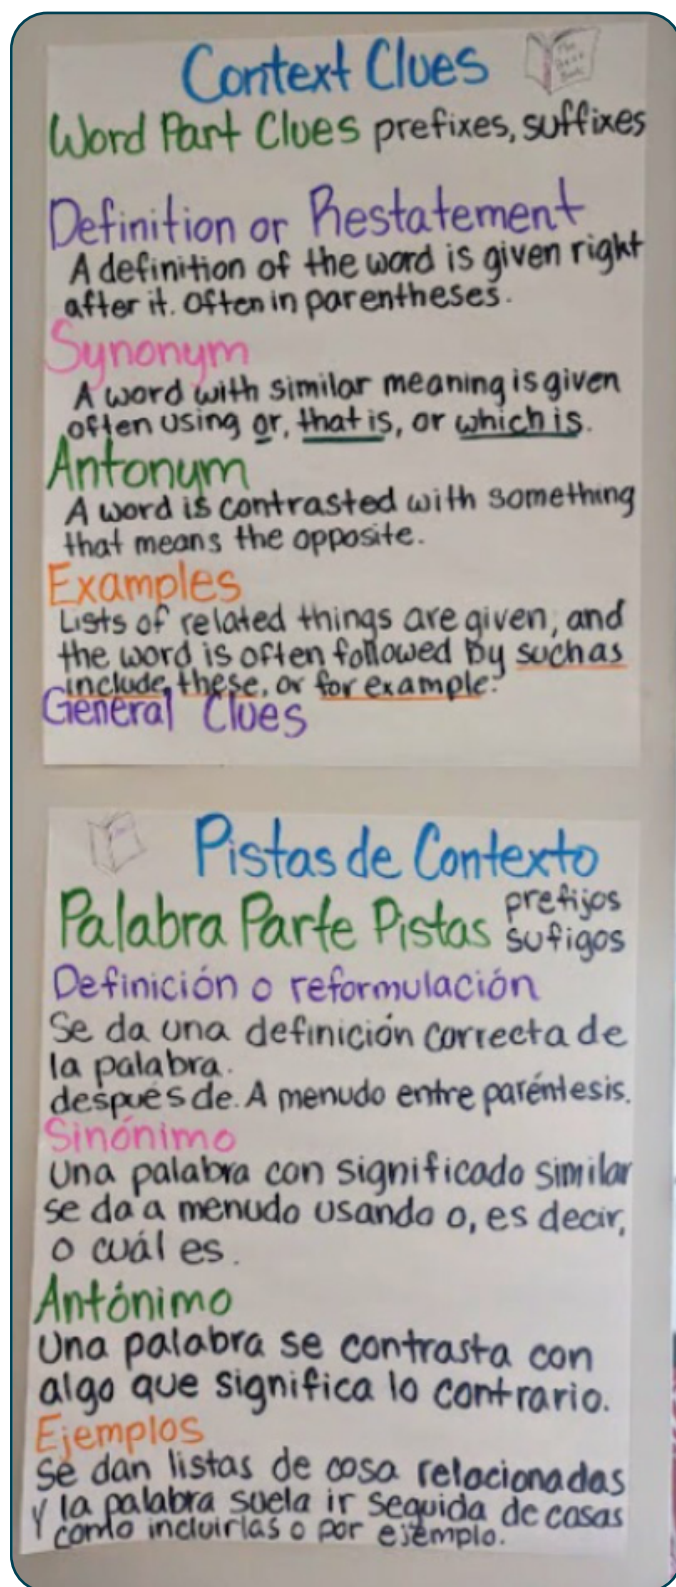 Context Clues
The
Best
Book
Word Part Clues prefixes, suffixes
Definition or Restatement
A definition of the word is given right
after it. Often in parentheses.
Synonym
A word with similar meaning is given
often using or, that is, or which is.
Antonym
A word is contrasted with something
that means the opposite.
Examples
Lists of related things are given, and
the word is often followed by such as
include, these, or for example.
General Clues
Pistas de Contexto
Palabra Parte Pistas prefijos
sufigos
Definición o reformulación
Se da una definición correcta de
la palabra.
después de. A menudo entre paréntesis.
Sinónimo
Una palabra con significado similar
se da a menudo usando o, es decir,
o cuál es.
Antónimo
Una palabra se contrasta con
algo que significa lo contrario.
Ejemplos
Se dan listas de cosa relacionadas
Y la palabra suela ir seguida de casas
como incluirlas o por ejemplo.